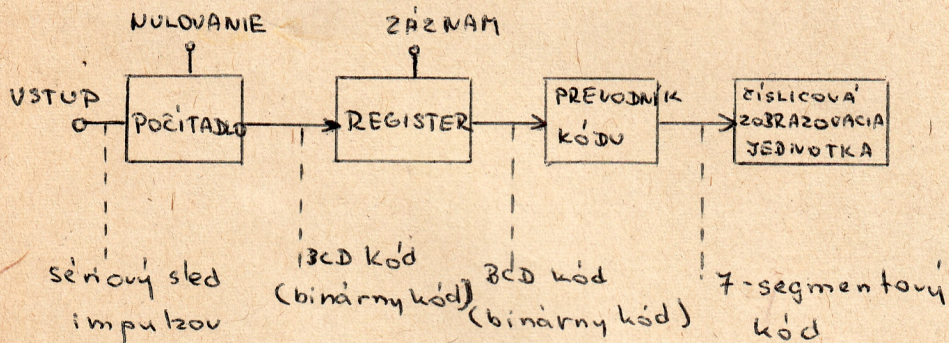 NULOVANIE
ZÁZNAM
VSTUP
POČÍTADLO
REGISTER
PREVODNÍK
KÓDU
ČÍSLICOVÁ
ZOBRAZOVACIA
JEDNOTKA
sériový sled
impulzov
BCD kód
(binárny kód)
BCD kód
(binárny kód)
7-segmentový
kód